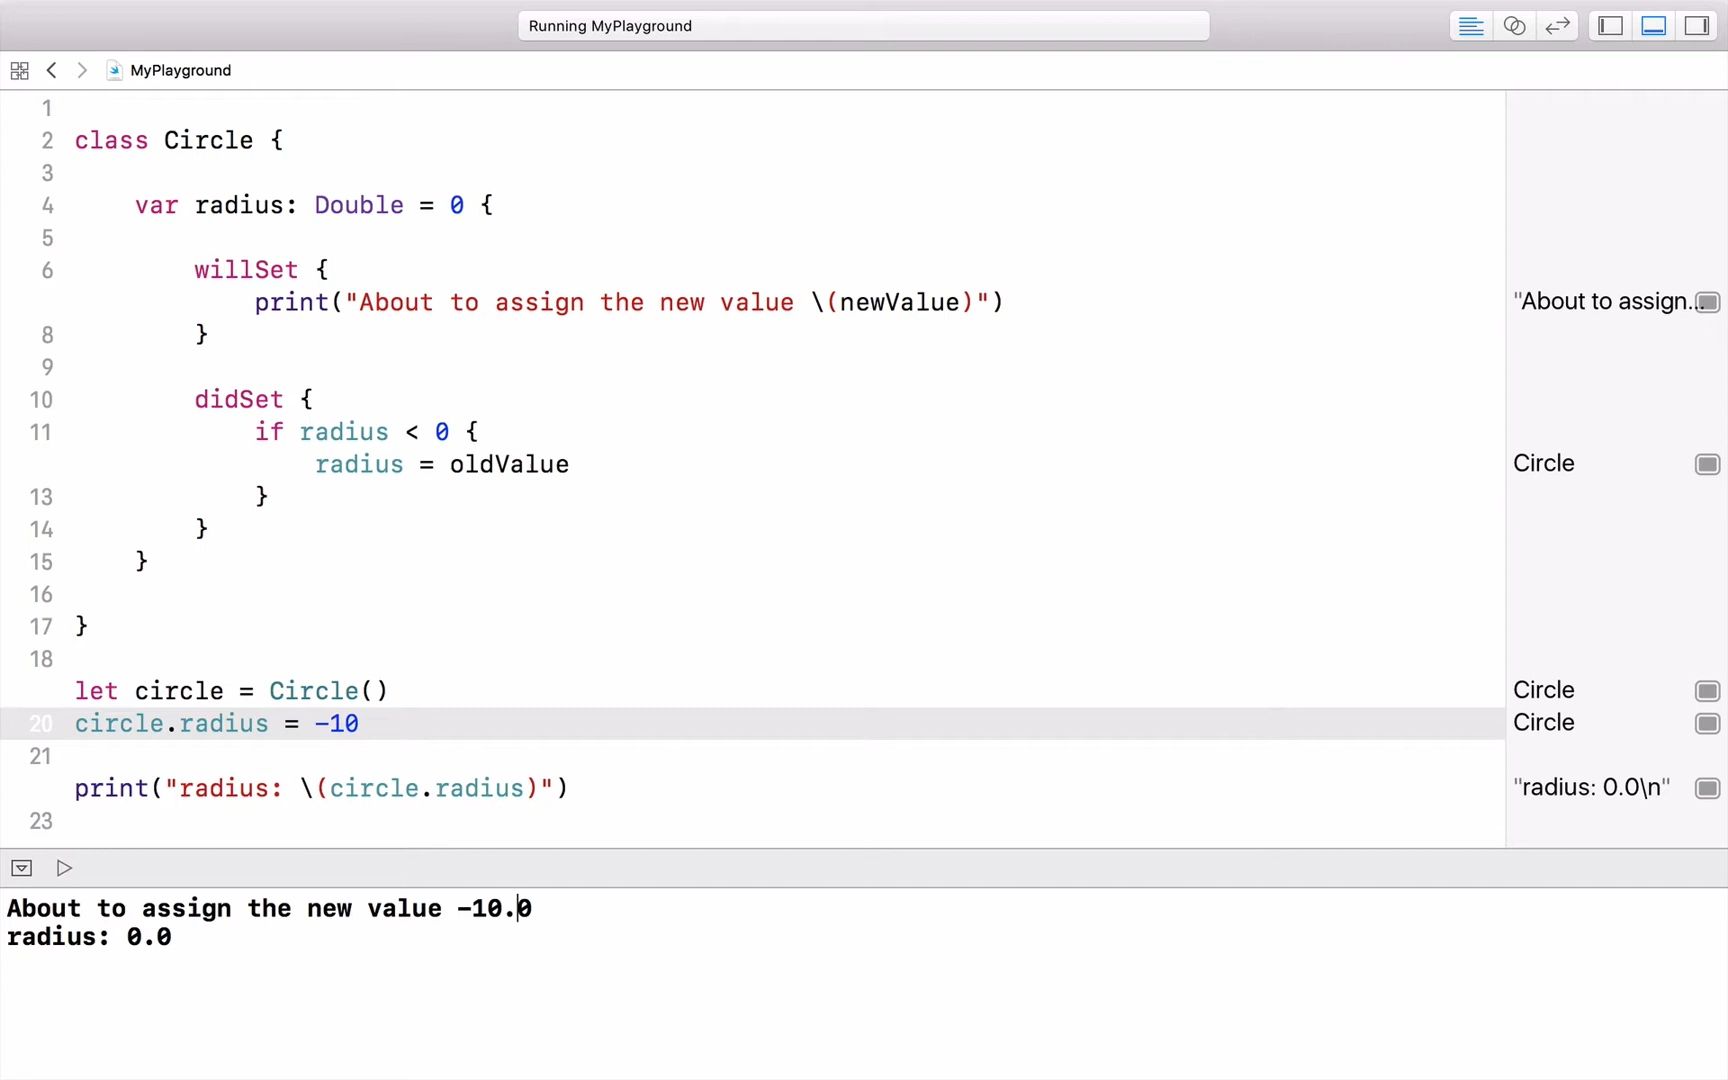 Running MyPlayground
MyPlayground
1
2 class Circle {
3
4 var radius: Double = 0 {
5
6 willSet {
print("About to assign the new value \(newValue)") "About to assign...
8 }
9
10 didSet {
11 if radius < 0 {
radius = oldValue Circle
13 }
14 }
15 }
16
17 }
18
let circle = Circle() Circle
20 circle.radius = -10 Circle
21
print("radius: \(circle.radius)") "radius: 0.0\n"
23
About to assign the new value -10.0
radius: 0.0